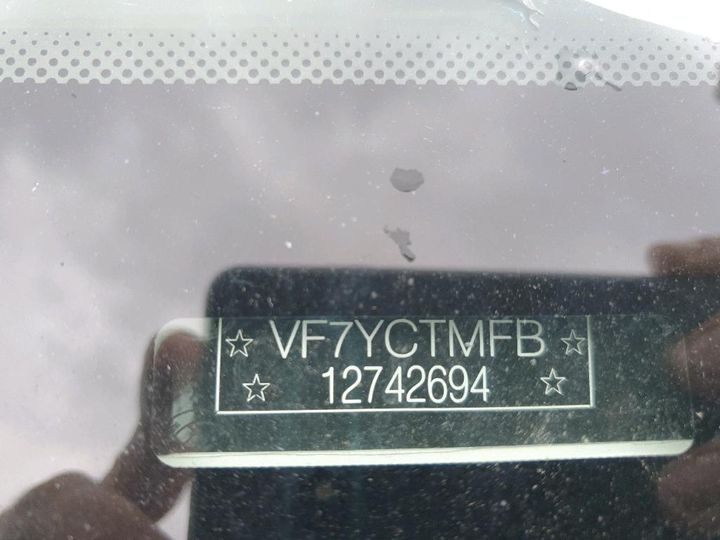 ☆ VF7YCTMFB ☆
☆ 12742694 ☆